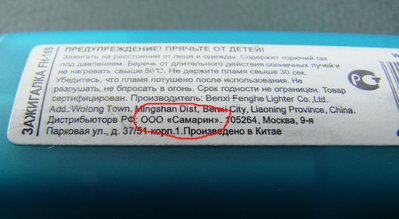 ЗАЖИГАЛКА FH-116
ПРЕДУПРЕЖДЕНИЕ! ПРЯЧЬТЕ ОТ ДЕТЕЙ!
Зажигать на расстоянии от лица и одежды. Содержит горючий газ
под давлением. Беречь от длительного действия солнечных лучей и
не нагревать свыше 50°C. Не держите пламя свыше 30 сек.
Убедитесь, что пламя потушено после использования. Не
разжимать, не бросать в огонь. Срок годности не ограничен. Товар
сертифицирован. Производитель: Benxi Fenghe Lighter Co., Ltd.
Add.:Wolong Town, Mingshan Dist, Benxi City, Liaoning Province, China.
Дистрибьюторв РФ: ООО «Самарин». 105264, Москва, 9-я
Парковая ул., д. 37/51 корп.1.Произведено в Китае